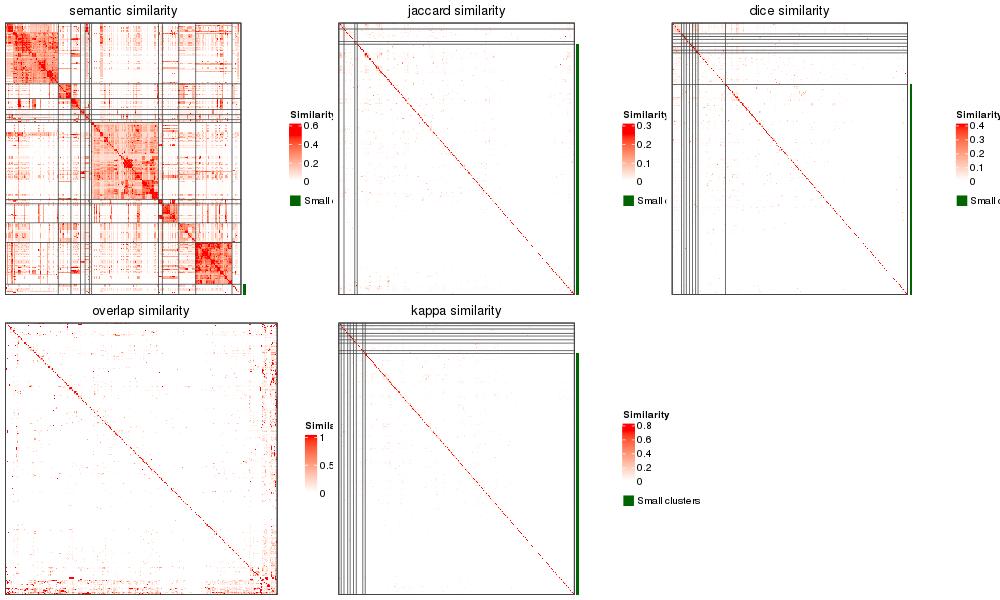 semantic similarity
jaccard similarity
dice similarity
Similarity
0.6
0.4
0.2
0
Small
Similarity
0.3
0.2
0.1
0
Small
Similarity
0.4
0.3
0.2
0.1
0
Small
overlap similarity
kappa similarity
1
0.5
0
Similarity
0.8
0.6
0.4
0.2
0
Small clusters